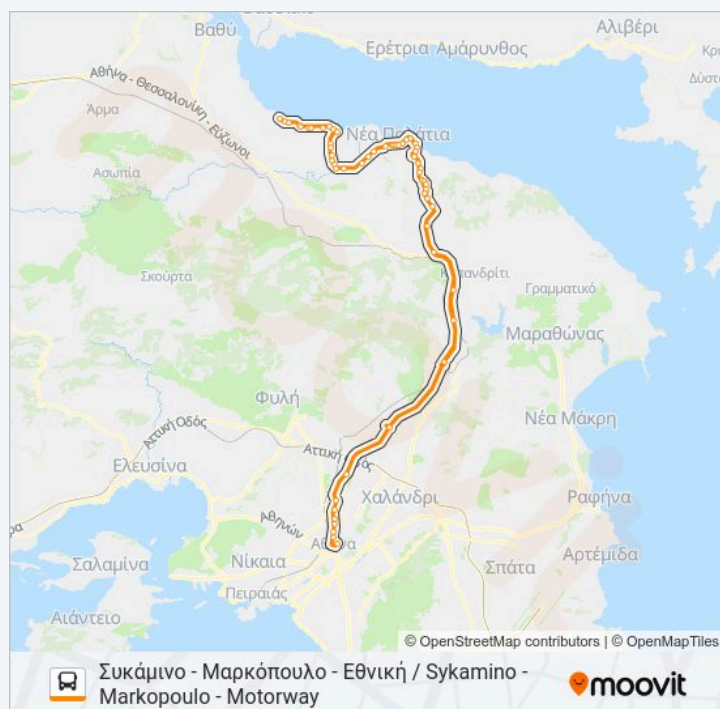 Βαθύ
Αλιβέρι
Ερέτρια Αμάρυνθος
Αθήνα - Θεσσαλονίκη - Εύζωνοι
Άρμα
Νέα Παλάτια
Ασωπία
Σκούρτα
Γραμματικό
Μαραθώνας
Φυλή
Αττική Οδός
Νέα Μάκρη
Ελευσίνα
Χαλάνδρι
Ραφήνα
Αθηνών
Αθήνα
Σαλαμίνα
Νίκαια
Σπάτα
Αρτέμιδα
Πειραιάς
Αιάντειο
© OpenStreetMap contributors | © OpenMapTiles
Συκάμινο - Μαρκόπουλο - Εθνική / Sykamino -
Markopoulo - Motorway
moovit